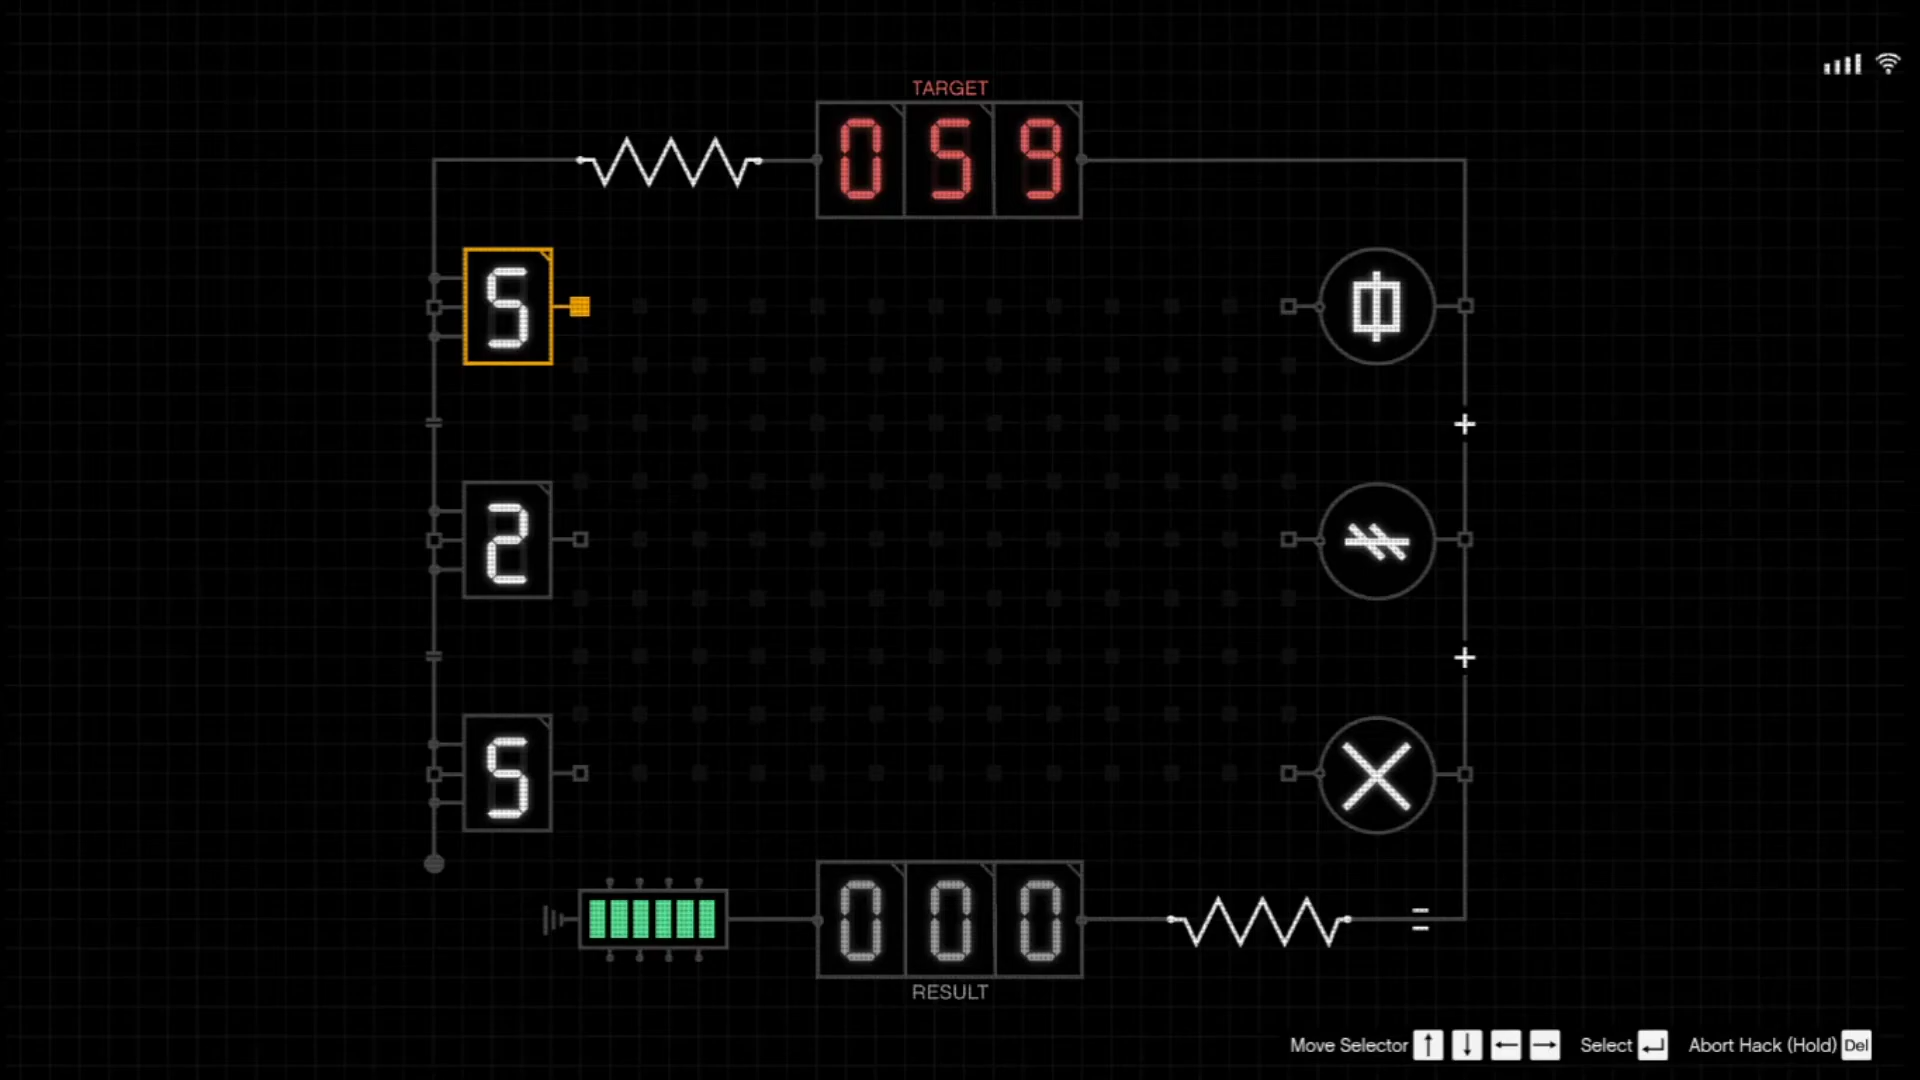 TARGET
059
5
+
2
+
5
=
000
RESULT
Move Selector ↑ ↓ ← → Select ↵ Abort Hack (Hold) Del